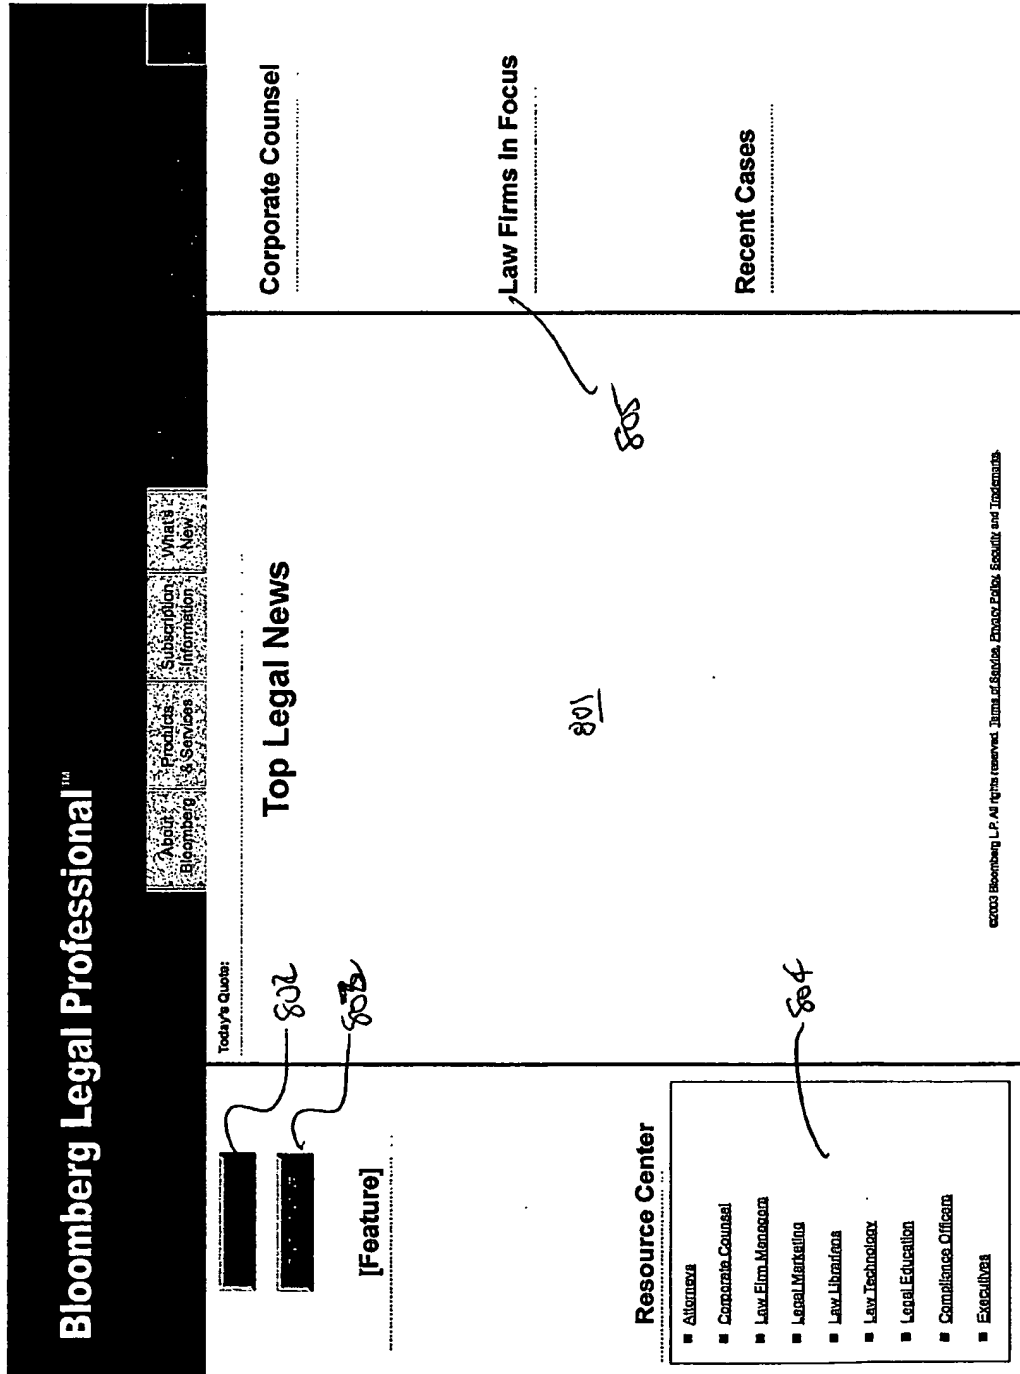 Bloomberg Legal Professional™
About Bloomberg
Products & Services
Subscription Information
What's New
Today's Quote:
802
803
[Feature]
Top Legal News
801
Corporate Counsel
Law Firms In Focus
805
Recent Cases
Resource Center
804
■ Attorneys
■ Corporate Counsel
■ Law Firm Managers
■ Legal Marketing
■ Law Librarians
■ Law Technology
■ Legal Education
■ Compliance Officers
■ Executives
©2003 Bloomberg L.P. All rights reserved. Terms of Service, Privacy Policy, Security and Trademarks.